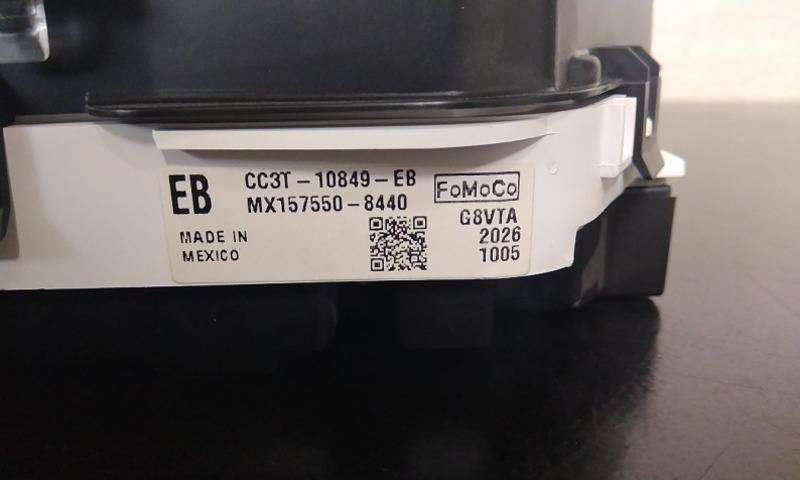 EB
CC3T-10849-EB
FoMoCo
MX157550-8440
G8VTA
MADE IN
2026
MEXICO
1005